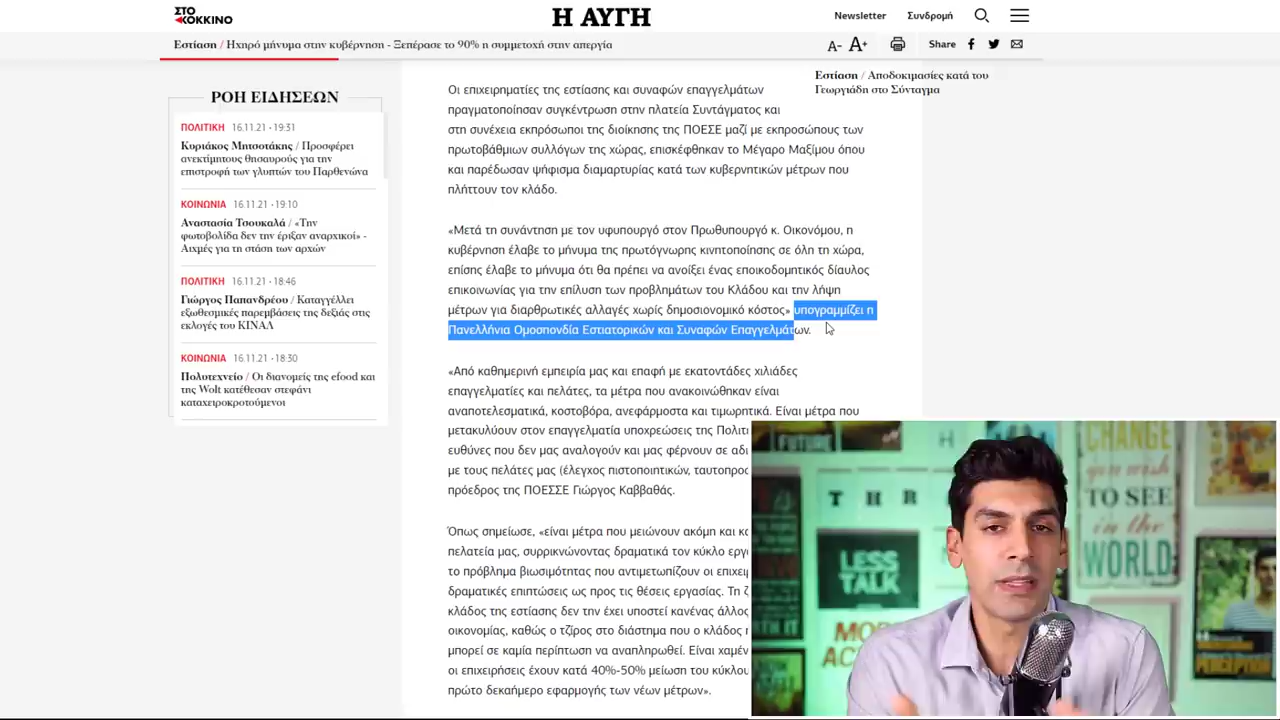 ΣΤΟ
ΚΟΚΚΙΝΟ
Η ΑΥΓΗ
Newsletter
Συνδρομή
Εστίαση / Ηχηρό μήνυμα στην κυβέρνηση - Ξεπέρασε το 90% η συμμετοχή στην απεργία
A- A+
Share
Εστίαση / Αποδοκιμασίες κατά του
Γεωργιάδη στο Σύνταγμα
ΡΟΗ ΕΙΔΗΣΕΩΝ
ΠΟΛΙΤΙΚΗ 16.11.21 • 19:31
Κυριάκος Μητσοτάκης / Προσφέρει
ανεκτίμητους θησαυρούς για την
επιστροφή των γλυπτών του Παρθενώνα
ΚΟΙΝΩΝΙΑ 16.11.21 • 19:10
Αναστασία Τσουκαλά / «Την
φωτοβολίδα δεν την έριξαν αναρχικοί» -
Αιχμές για τη στάση των αρχών
ΠΟΛΙΤΙΚΗ 16.11.21 • 18:46
Γιώργος Παπανδρέου / Καταγγέλλει
εξωθεσμικές παρεμβάσεις της δεξιάς στις
εκλογές του ΚΙΝΑΛ
ΚΟΙΝΩΝΙΑ 16.11.21 • 18:30
Πολυτεχνείο / Οι διανομείς της efood και
της Wolt κατέθεσαν στεφάνι
καταχειροκροτούμενοι
Οι επιχειρηματίες της εστίασης και συναφών επαγγελμάτων
πραγματοποίησαν συγκέντρωση στην πλατεία Συντάγματος και
στη συνέχεια εκπρόσωποι της διοίκησης της ΠΟΕΣΕ μαζί με εκπροσώπους των
πρωτοβάθμιων συλλόγων της χώρας, επισκέφθηκαν το Μέγαρο Μαξίμου όπου
και παρέδωσαν ψήφισμα διαμαρτυρίας κατά των κυβερνητικών μέτρων που
πλήττουν τον κλάδο.
«Μετά τη συνάντηση με τον υφυπουργό στον Πρωθυπουργό κ. Οικονόμου, η
κυβέρνηση έλαβε το μήνυμα της πρωτόγνωρης κινητοποίησης σε όλη τη χώρα,
επίσης έλαβε το μήνυμα ότι θα πρέπει να ανοίξει ένας εποικοδομητικός δίαυλος
επικοινωνίας για την επίλυση των προβλημάτων του Κλάδου και την λήψη
μέτρων για διαρθρωτικές αλλαγές χωρίς δημοσιονομικό κόστος» υπογραμμίζει η
Πανελλήνια Ομοσπονδία Εστιατορικών και Συναφών Επαγγελμάτων.
«Από καθημερινή εμπειρία μας και επαφή με εκατοντάδες χιλιάδες
επαγγελματίες και πελάτες, τα μέτρα που ανακοινώθηκαν είναι
αναποτελεσματικά, κοστοβόρα, ανεφάρμοστα και τιμωρητικά. Είναι μέτρα που
μετακυλύουν στον επαγγελματία υποχρεώσεις της Πολιτ
ευθύνες που δεν μας αναλογούν και μας φέρνουν σε αδι
με τους πελάτες μας (έλεγχος πιστοποιητικών, ταυτοπρος
πρόεδρος της ΠΟΕΣΣΕ Γιώργος Καββαθάς.
Όπως σημείωσε, «είναι μέτρα που μειώνουν ακόμη και κα
πελατεία μας, συρρικνώνοντας δραματικά τον κύκλο εργ
το πρόβλημα βιωσιμότητας που αντιμετωπίζουν οι επιχει
δραματικές επιπτώσεις ως προς τις θέσεις εργασίας. Τη ζ
κλάδος της εστίασης δεν την έχει υποστεί κανένας άλλος
οικονομίας, καθώς ο τζίρος στο διάστημα που ο κλάδος
μπορεί σε καμία περίπτωση να αναπληρωθεί. Είναι χαμέν
οι επιχειρήσεις έχουν κατά 40%-50% μείωση του κύκλου
πρώτο δεκαήμερο εφαρμογής των νέων μέτρων».
FUTURE
THR
LESS
TALK
MORE
CHANGE
you wish
TO SEE
in the
WORLD